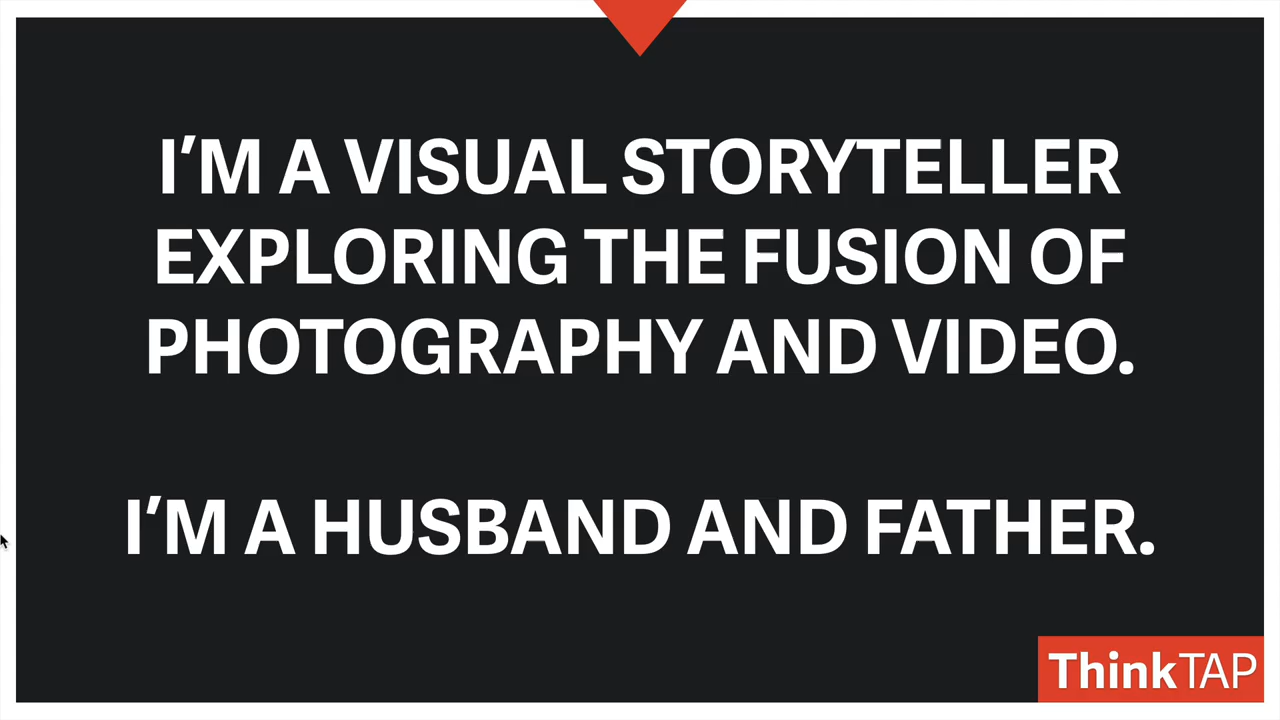 I’M A VISUAL STORYTELLER
EXPLORING THE FUSION OF
PHOTOGRAPHY AND VIDEO.
I’M A HUSBAND AND FATHER.
ThinkTAP